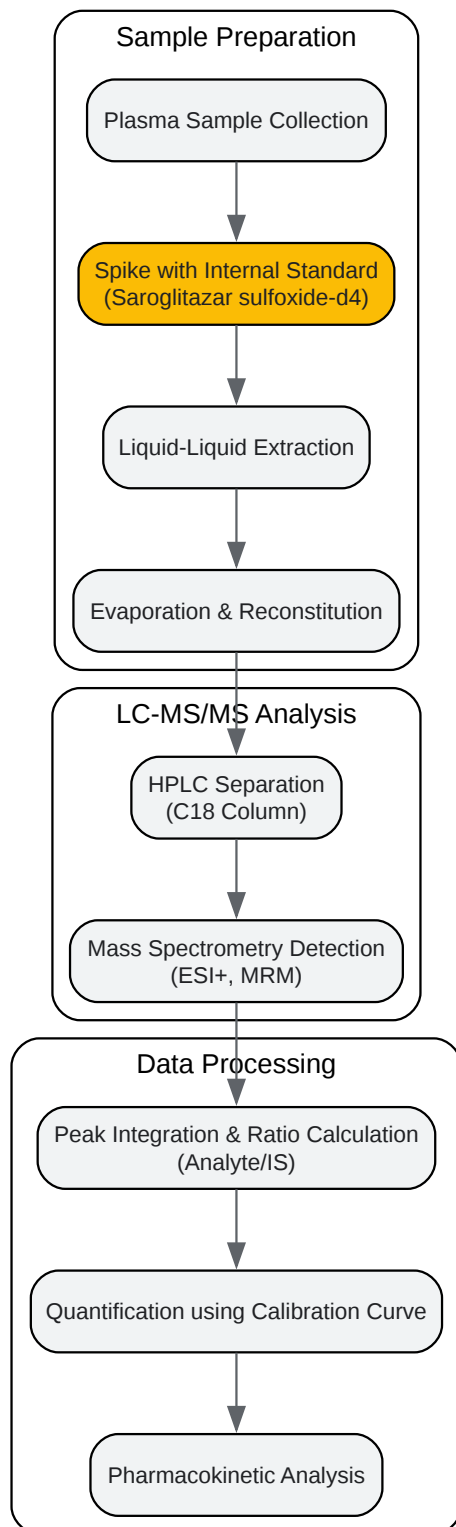 Sample Preparation
Plasma Sample Collection
Spike with Internal Standard
(Saroglitazar sulfoxide-d4)
Liquid-Liquid Extraction
Evaporation & Reconstitution
LC-MS/MS Analysis
HPLC Separation
(C18 Column)
Mass Spectrometry Detection
(ESI+, MRM)
Data Processing
Peak Integration & Ratio Calculation
(Analyte/IS)
Quantification using Calibration Curve
Pharmacokinetic Analysis